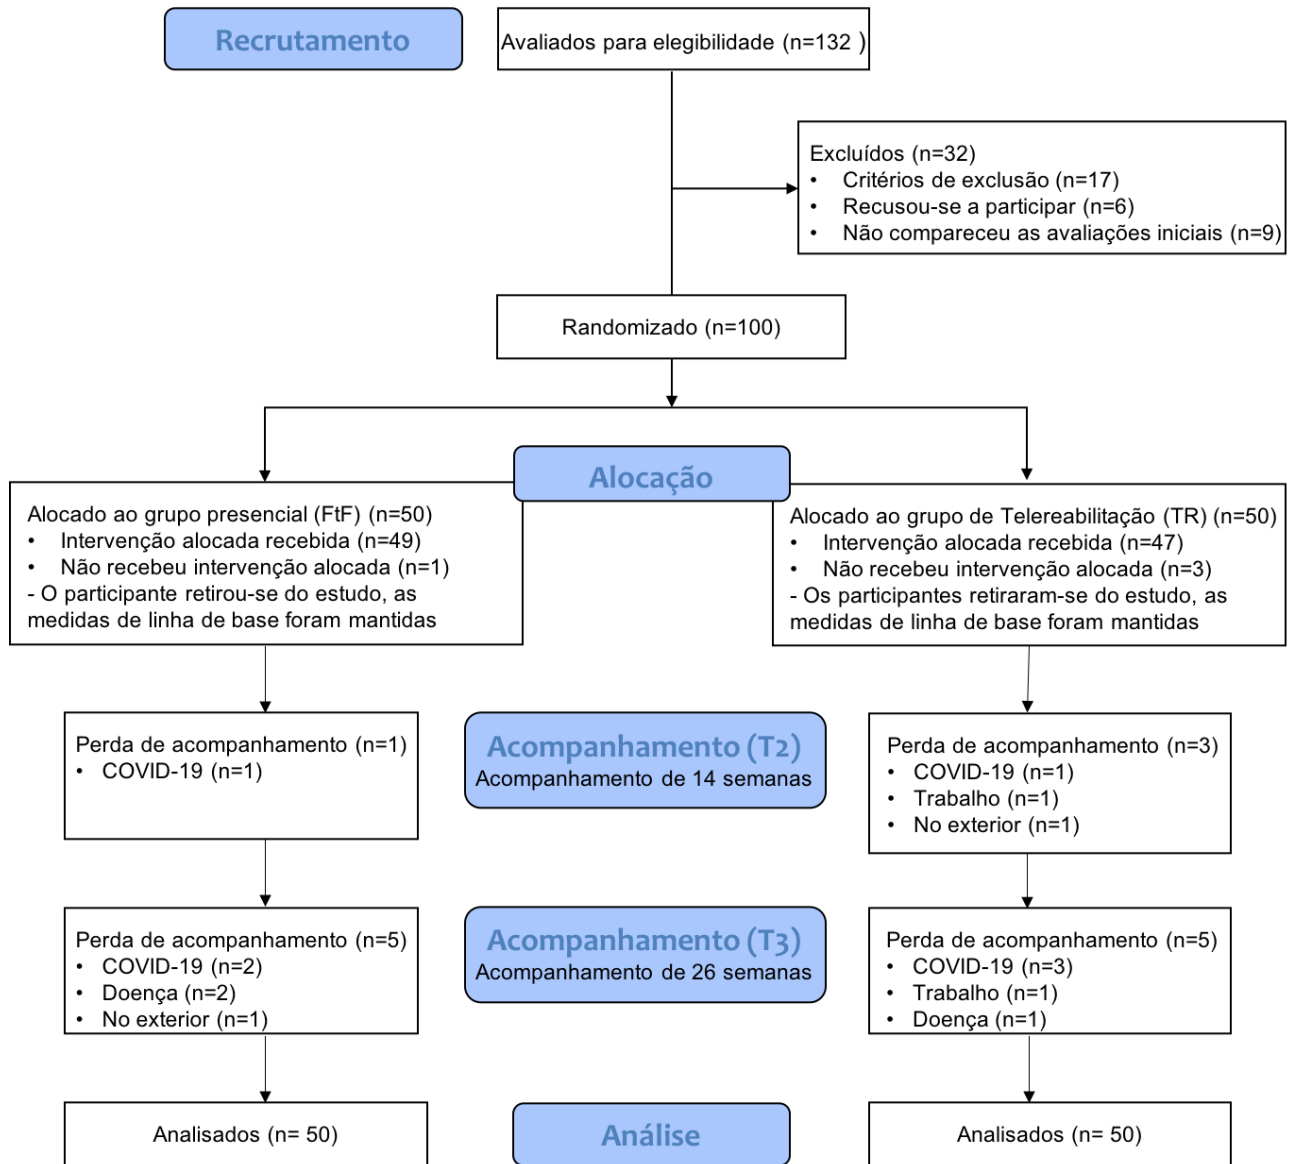 Recrutamento
Avaliados para elegibilidade (n=132 )
Excluídos (n=32)
• Critérios de exclusão (n=17)
• Recusou-se a participar (n=6)
• Não compareceu as avaliações iniciais (n=9)
Randomizado (n=100)
Alocação
Alocado ao grupo presencial (FtF) (n=50)
• Intervenção alocada recebida (n=49)
• Não recebeu intervenção alocada (n=1)
- O participante retirou-se do estudo, as
medidas de linha de base foram mantidas
Alocado ao grupo de Telereabilitação (TR) (n=50)
• Intervenção alocada recebida (n=47)
• Não recebeu intervenção alocada (n=3)
- Os participantes retiraram-se do estudo, as
medidas de linha de base foram mantidas
Perda de acompanhamento (n=1)
• COVID-19 (n=1)
Acompanhamento (T2)
Acompanhamento de 14 semanas
Perda de acompanhamento (n=3)
• COVID-19 (n=1)
• Trabalho (n=1)
• No exterior (n=1)
Perda de acompanhamento (n=5)
• COVID-19 (n=2)
• Doença (n=2)
• No exterior (n=1)
Acompanhamento (T3)
Acompanhamento de 26 semanas
Perda de acompanhamento (n=5)
• COVID-19 (n=3)
• Trabalho (n=1)
• Doença (n=1)
Analisados (n= 50)
Análise
Analisados (n= 50)